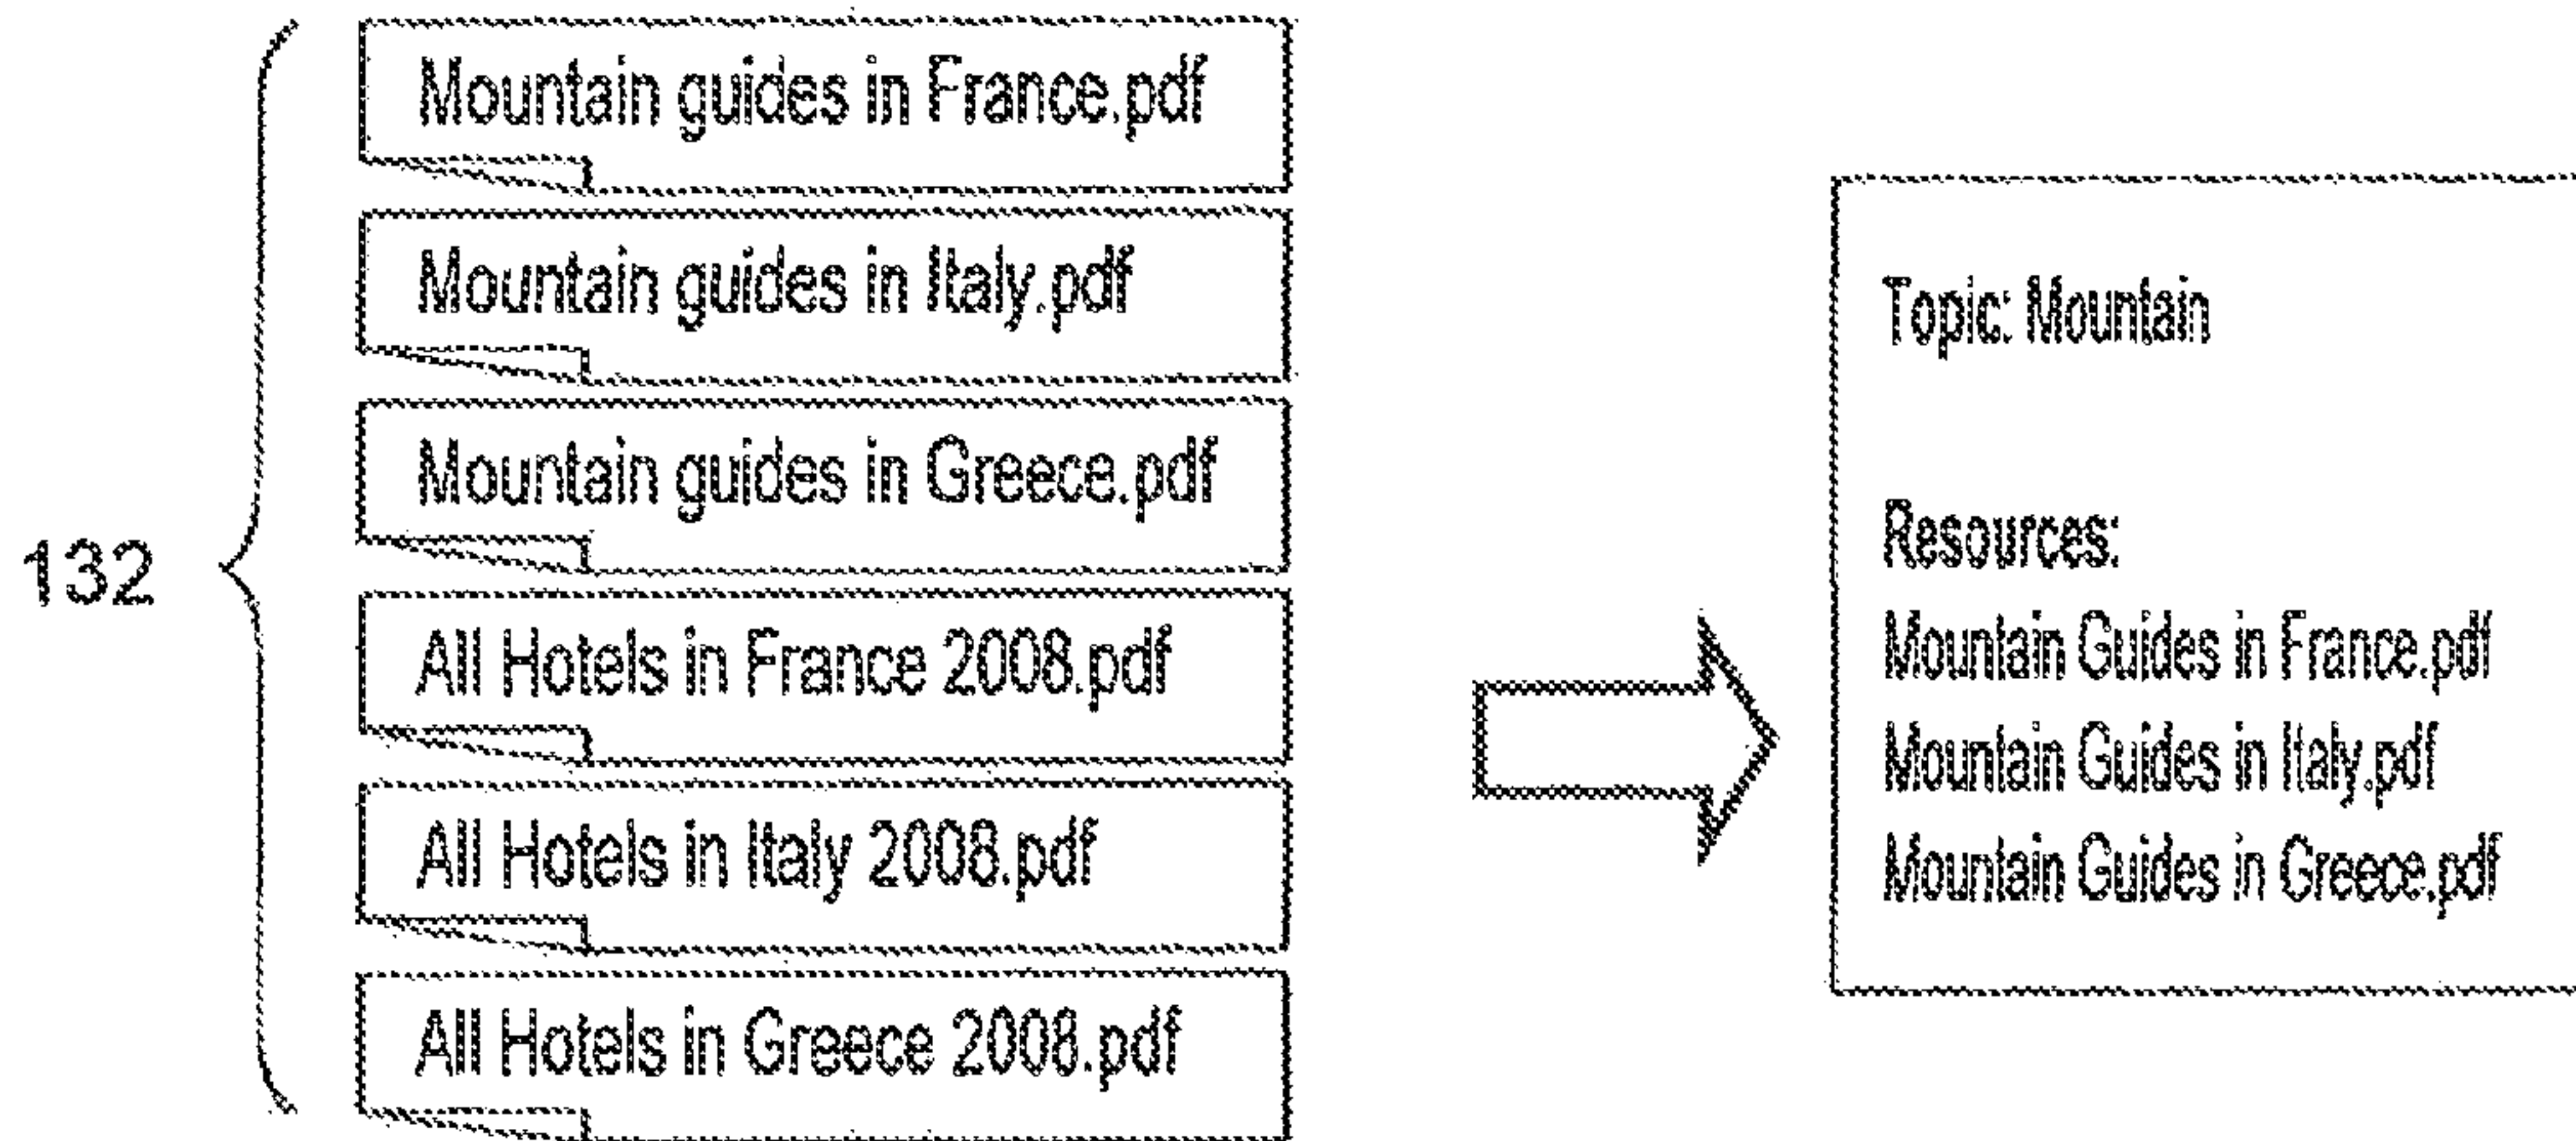 Mountain guides in France.pdf
Mountain guides in Italy.pdf
Mountain guides in Greece.pdf
132
All Hotels in France 2008.pdf
All Hotels in Italy 2008.pdf
All Hotels in Greece 2008.pdf
Topic: Mountain
Resources:
Mountain Guides in France.pdf
Mountain Guides in Italy.pdf
Mountain Guides in Greece.pdf